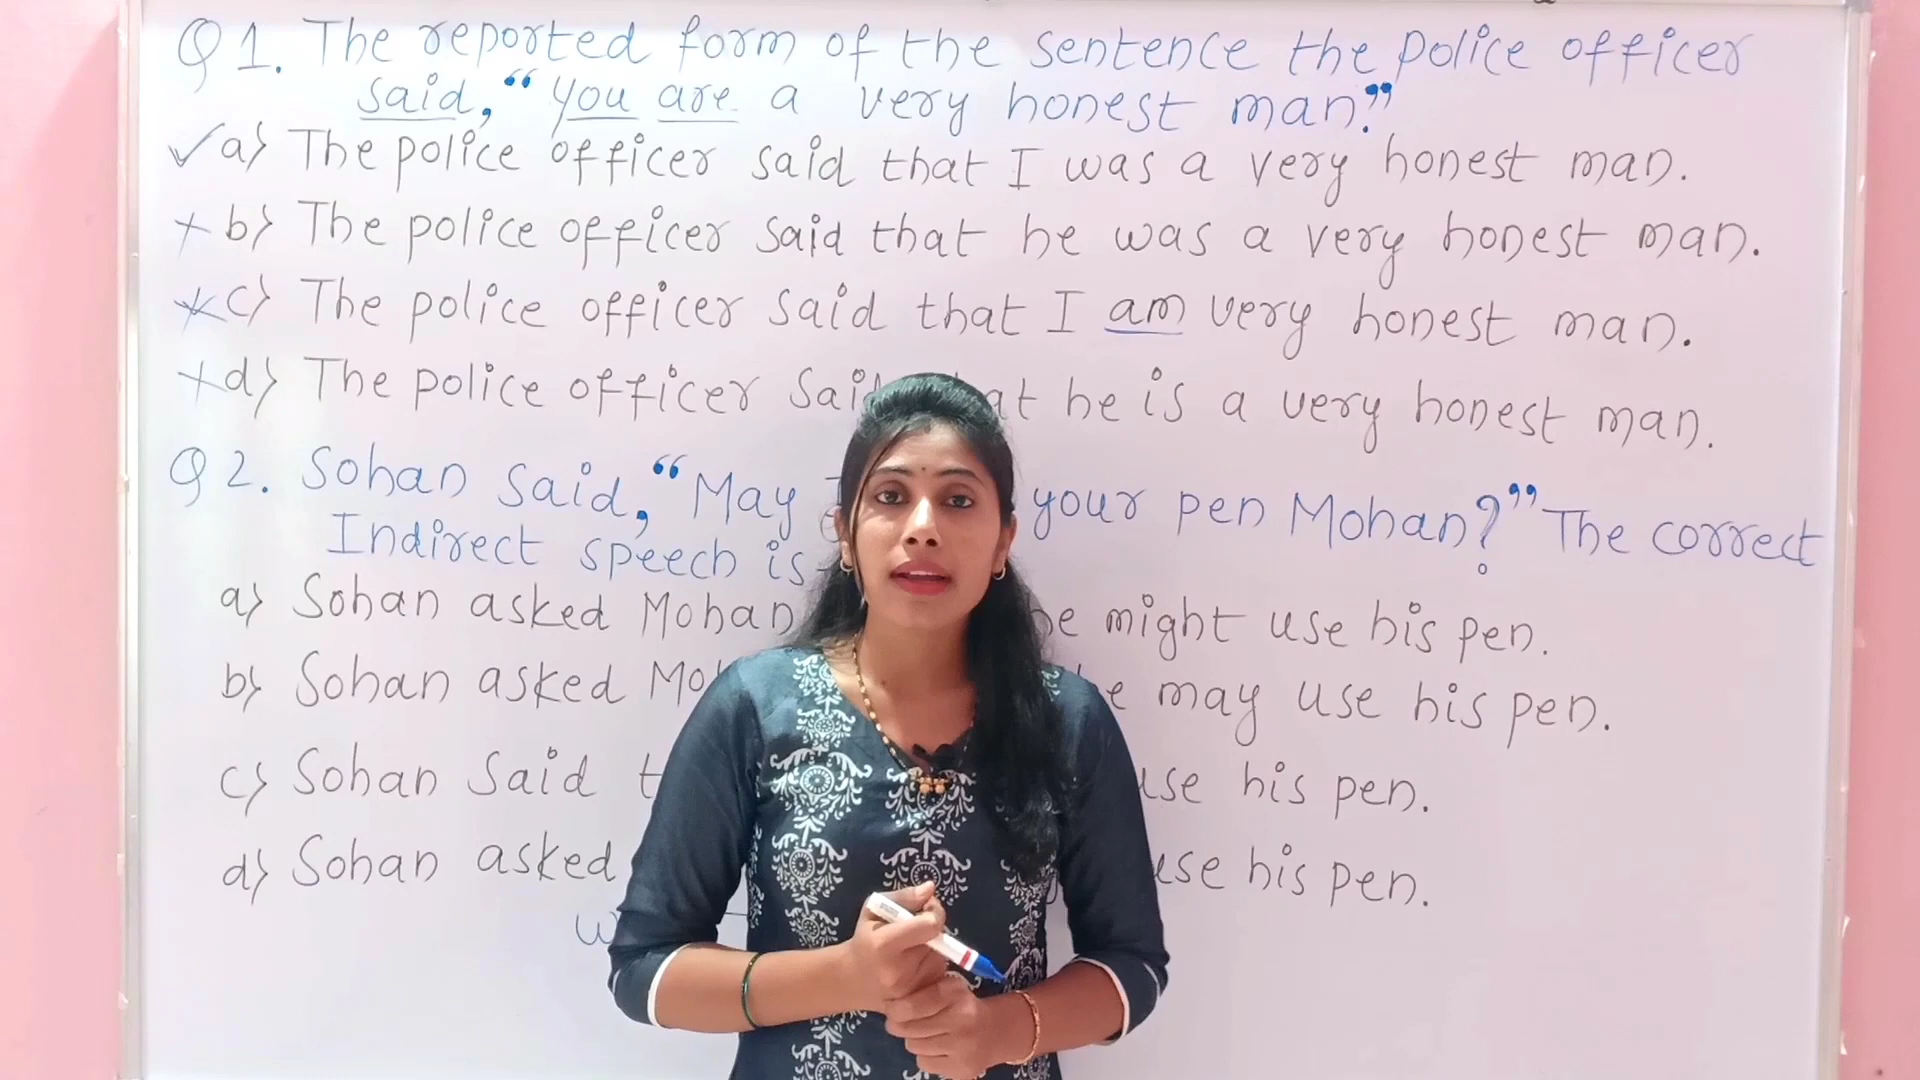 Q1. The reported form of the sentence the police officer
said, “You are a very honest man.”
✓ a) The police officer said that I was a very honest man.
× b) The police officer said that he was a very honest man.
× c) The police officer said that I am very honest man.
× d) The police officer at he is a very honest man.
Q2. Sohan said, “May your pen Mohan?” The correct
Indirect speech is
a) Sohan asked Mohan might use his pen.
b) Sohan asked may use his pen.
c) Sohan said use his pen.
d) Sohan asked use his pen.